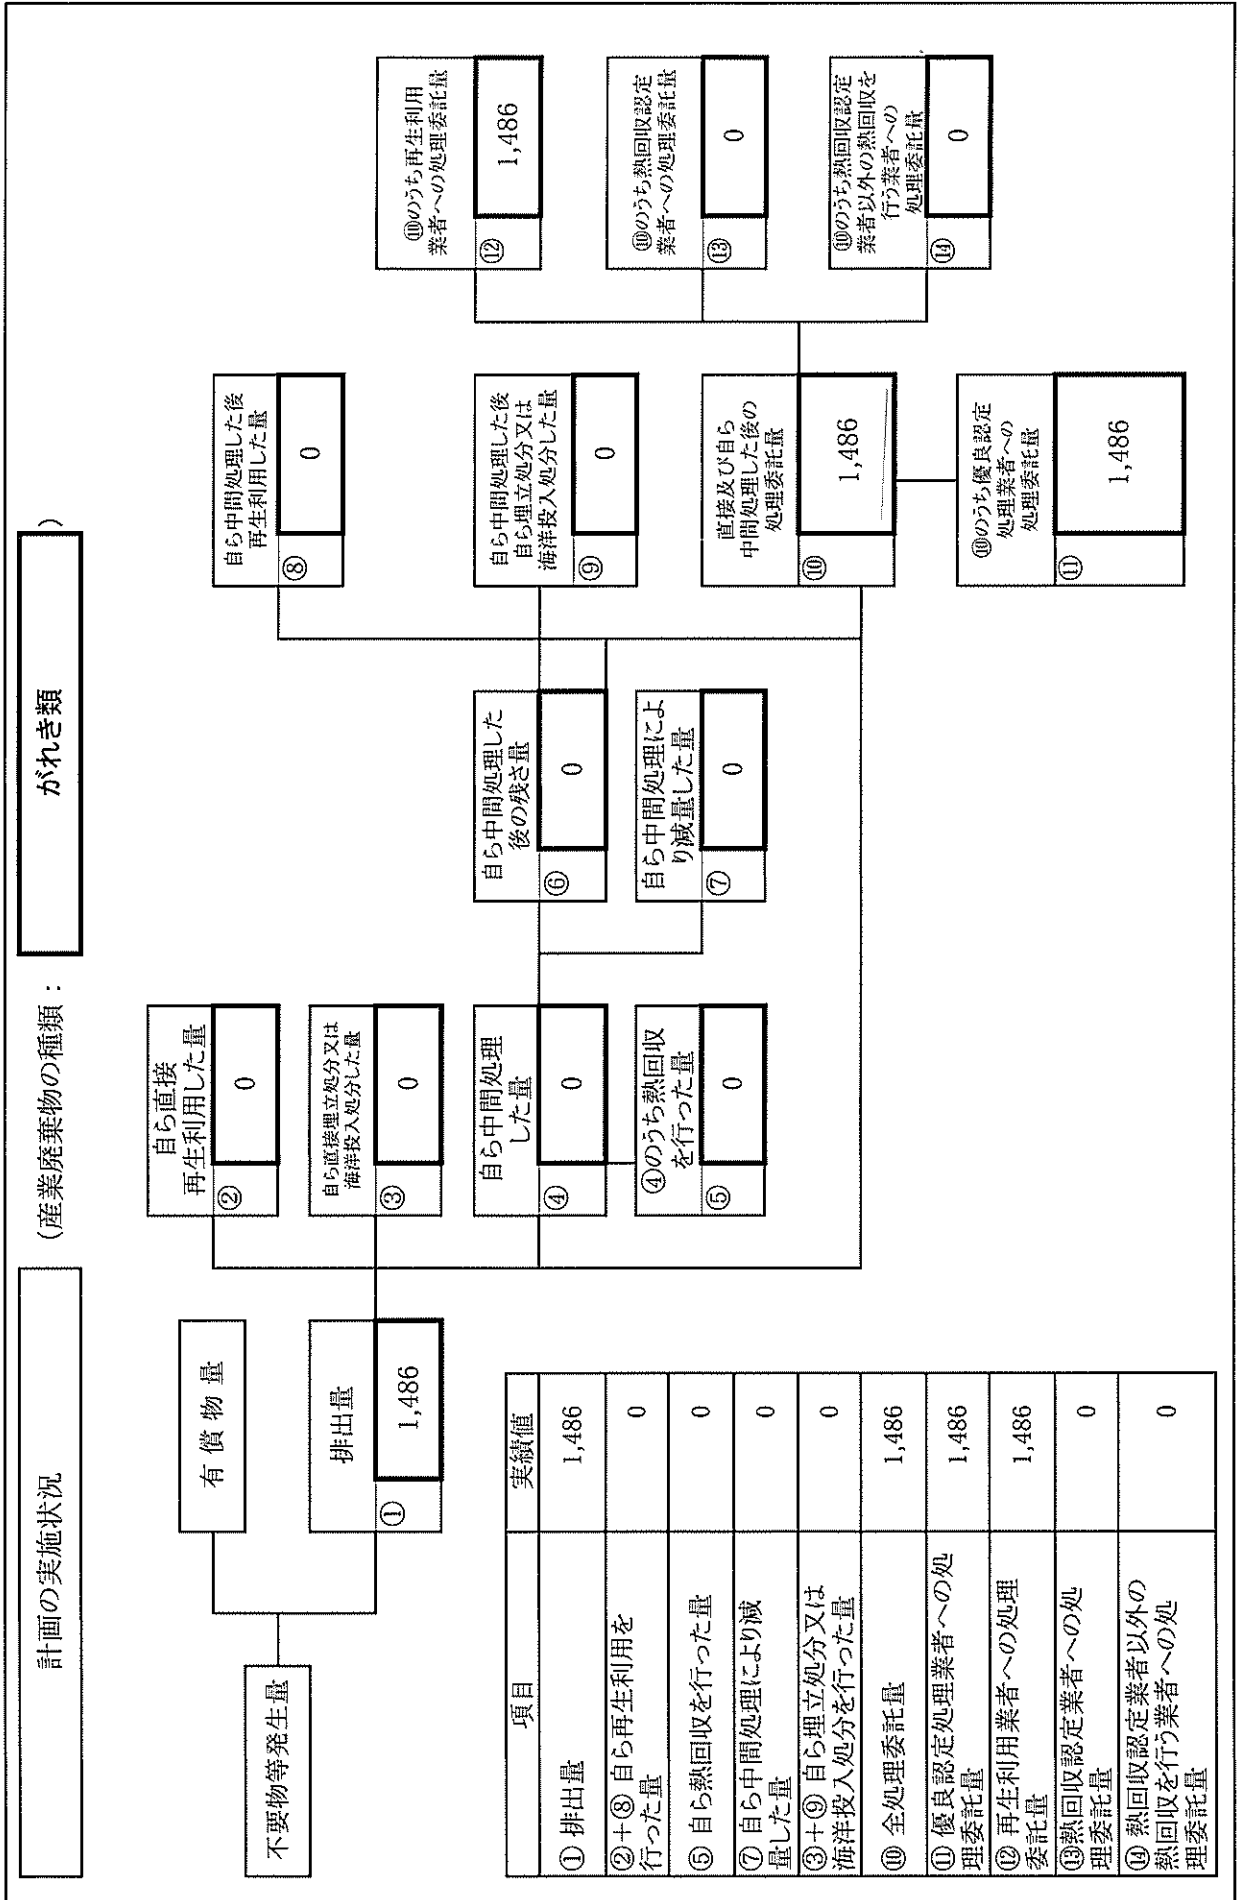 計画の実施状況
(産業廃棄物の種類：
がれき類
)
不要物等発生量
有 償 物 量
排出量
①
1,486
自ら直接
再生利用した量
②
0
自ら直接埋立処分又は
海洋投入処分した量
③
0
自ら中間処理
した量
④
0
④のうち熱回収
を行った量
⑤
0
自ら中間処理した
後の残さ量
⑥
0
自ら中間処理によ
り減量した量
⑦
0
自ら中間処理した後
再生利用した量
⑧
0
自ら中間処理した後
自ら埋立処分又は
海洋投入処分した量
⑨
0
直接及び自ら
中間処理した後の
処理委託量
⑩
1,486
⑩のうち優良認定
処理業者への
処理委託量
⑪
1,486
⑩のうち再生利用
業者への処理委託量
⑫
1,486
⑩のうち熱回収認定
業者への処理委託量
⑬
0
⑩のうち熱回収認定
業者以外の熱回収を
行う業者への
処理委託量
⑭
0
項目 実績値
① 排出量 1,486
②＋⑧ 自ら再生利用を
行った量 0
⑤ 自ら熱回収を行った量 0
⑦ 自ら中間処理により減
量した量 0
③＋⑨ 自ら埋立処分又は
海洋投入処分を行った量 0
⑩ 全処理委託量 1,486
⑪ 優良認定処理業者への処
理委託量 1,486
⑫ 再生利用業者への処理
委託量 1,486
⑬熱回収認定業者への処
理委託量 0
⑭ 熱回収認定業者以外の
熱回収を行う業者への処
理委託量 0